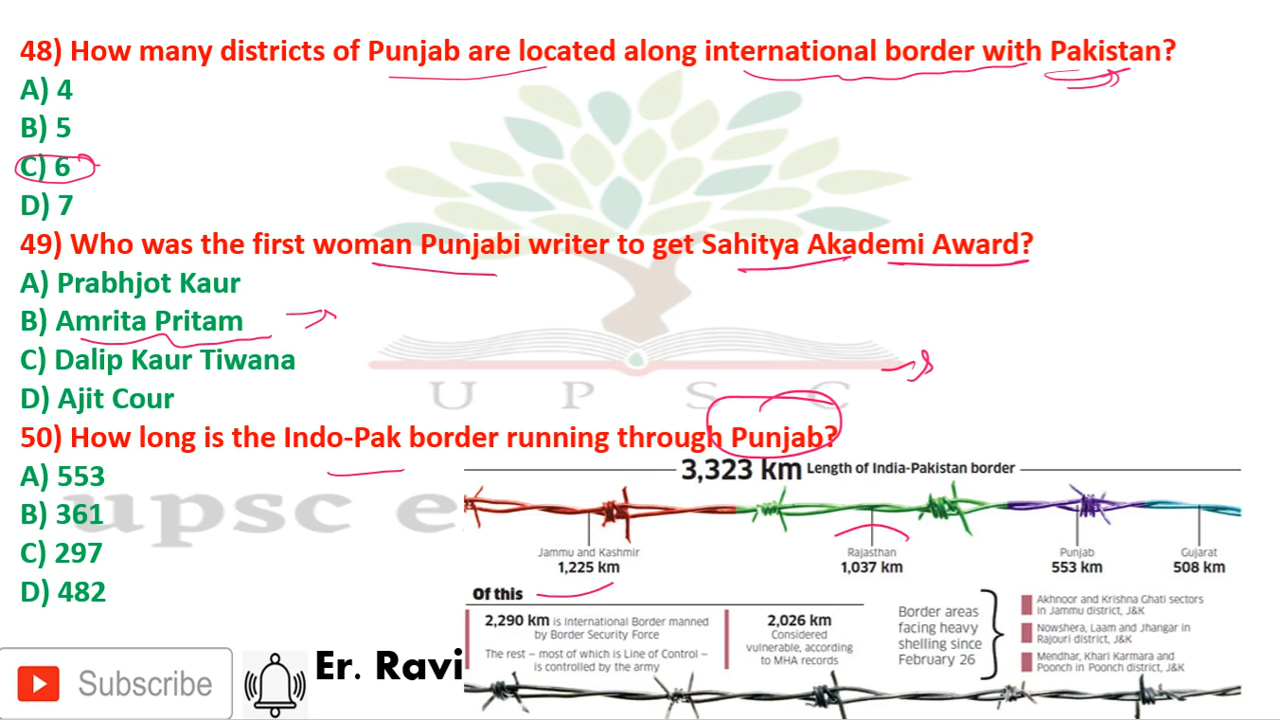 48) How many districts of Punjab are located along international border with Pakistan?
A) 4
B) 5
C) 6
D) 7
49) Who was the first woman Punjabi writer to get Sahitya Akademi Award?
A) Prabhjot Kaur
B) Amrita Pritam
C) Dalip Kaur Tiwana
D) Ajit Cour
UPSC
50) How long is the Indo-Pak border running through Punjab?
A) 553
B) 361
C) 297
D) 482
upsc e
3,323 km Length of India-Pakistan border
Jammu and Kashmir
1,225 km
Rajasthan
1,037 km
Punjab
553 km
Gujarat
508 km
Of this
2,290 km is International Border manned
by Border Security Force
The rest – most of which is Line of Control –
is controlled by the army
2,026 km
Considered
vulnerable, according
to MHA records
Border areas
facing heavy
shelling since
February 26
Akhnoor and Krishna Ghati sectors
in Jammu district, J&K
Nowshera, Laam and Jhangar in
Rajouri district, J&K
Mendhar, Khari Karmara and
Poonch in Poonch district, J&K
Subscribe
Er. Ravi